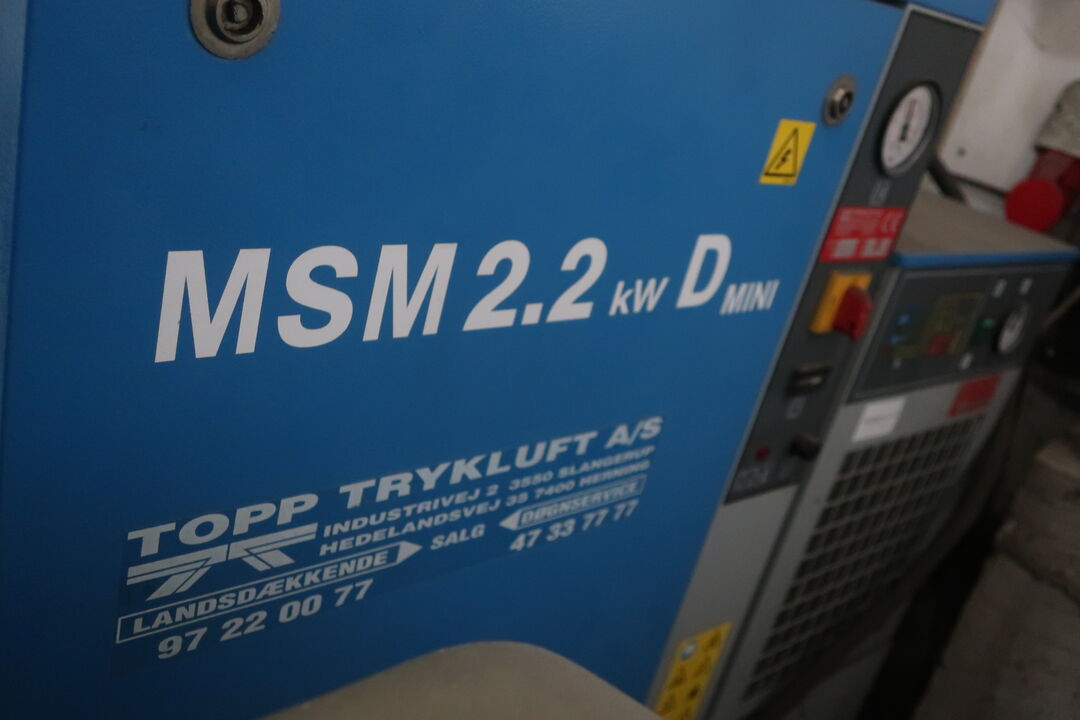 MSM 2.2 kW D MINI
TOPP TRYKLUFT A/S
INDUSTRIVEJ 2 3550 SLANGERUP
HEDELANDSVEJ 35 7400 HERNING
LANDSDÆKKENDE SALG DØGNSERVICE
97 22 00 77 47 33 77 77